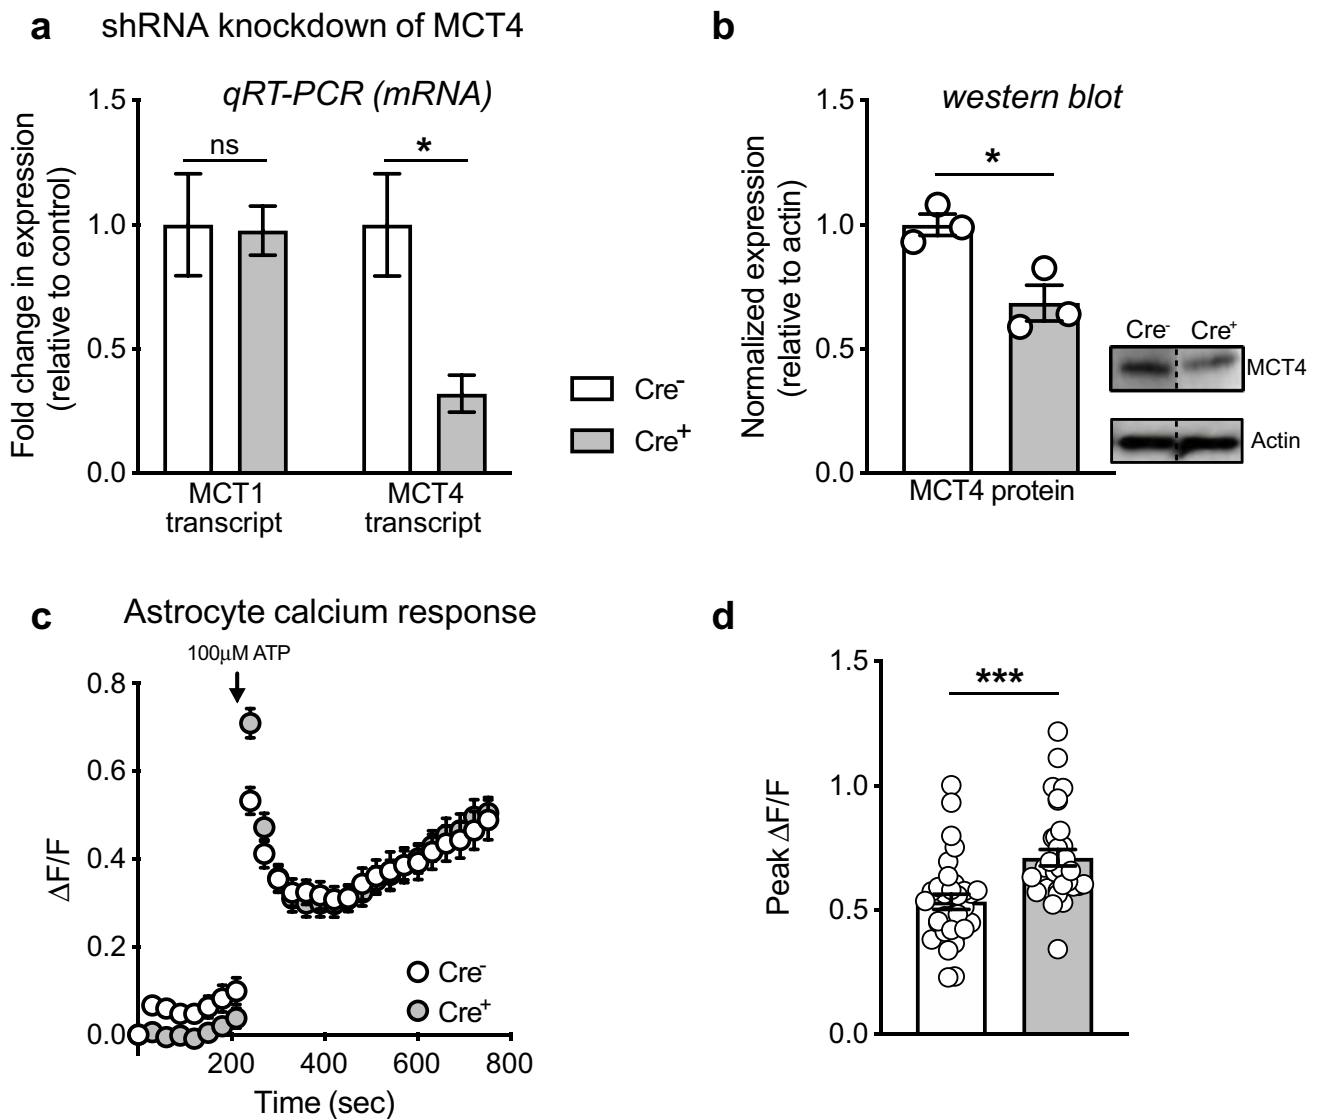 a shRNA knockdown of MCT4
qRT-PCR (mRNA)
Fold change in expression
(relative to control)
1.5
1.0
0.5
0.0
ns
*
MCT1
transcript
MCT4
transcript
Cre-
Cre+
b
western blot
Normalized expression
(relative to actin)
1.5
1.0
0.5
0.0
*
MCT4 protein
Cre- Cre+
MCT4
Actin
c Astrocyte calcium response
100μM ATP
ΔF/F
0.8
0.6
0.4
0.2
0.0
200 400 600 800
Time (sec)
Cre-
Cre+
d
Peak ΔF/F
1.5
1.0
0.5
0.0
***